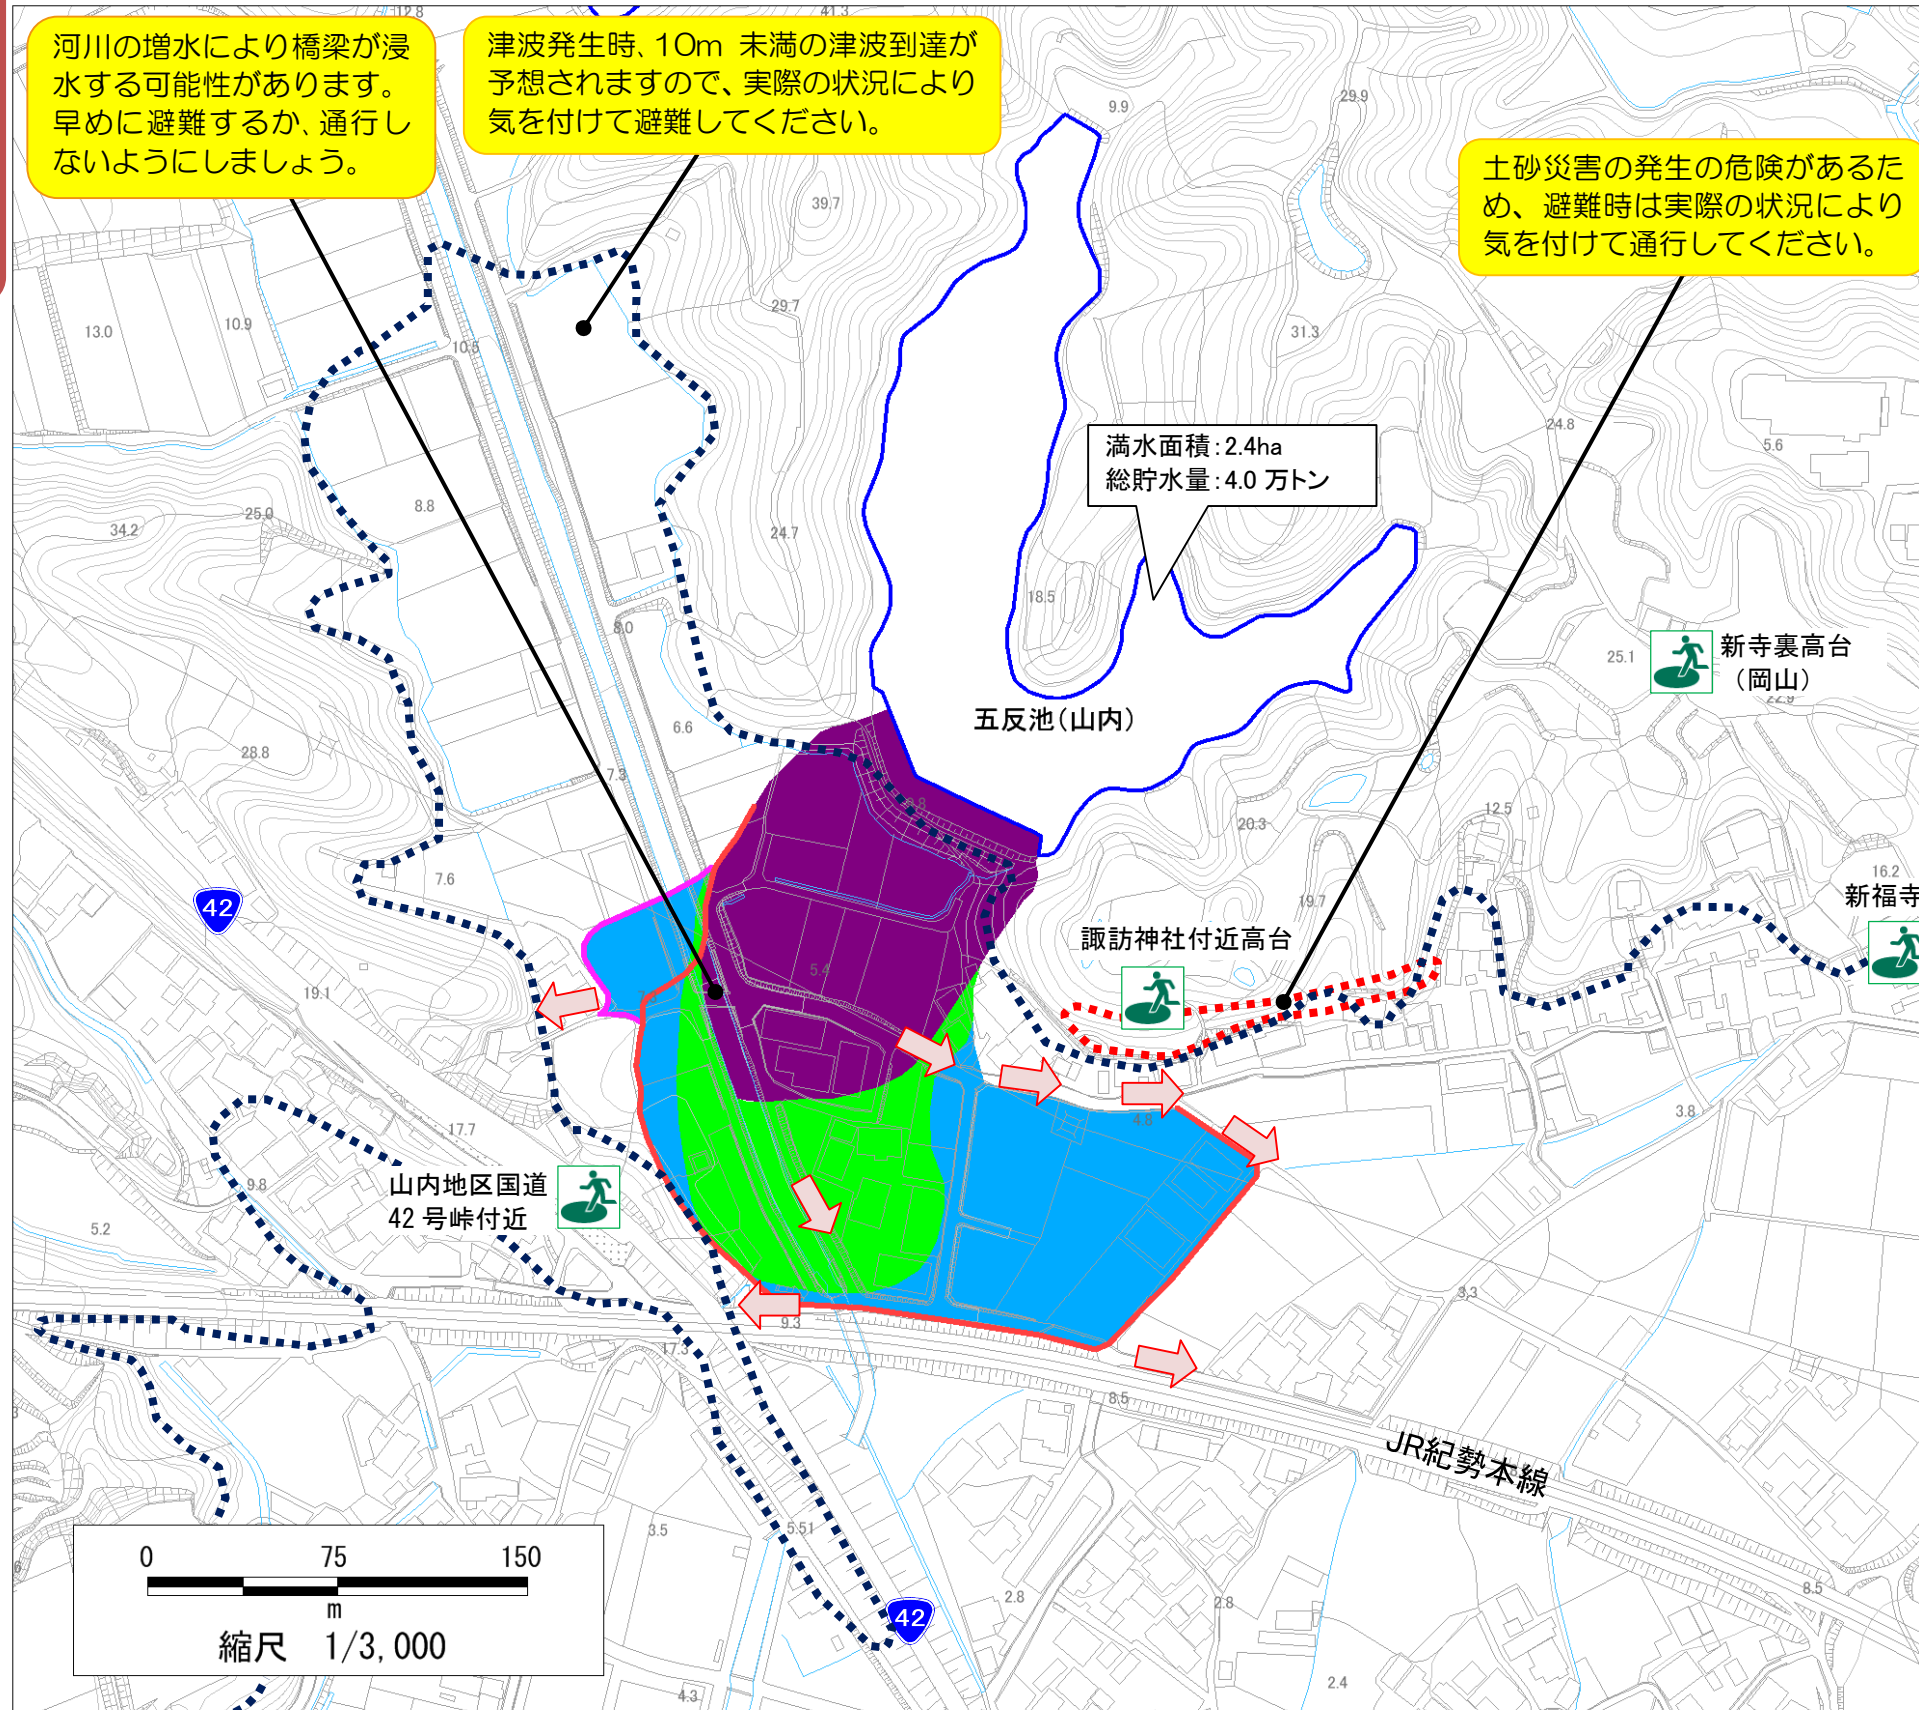 河川の増水により橋梁が浸
水する可能性があります。
早めに避難するか、通行し
ないようにしましょう。
津波発生時、10m 未満の津波到達が
予想されますので、実際の状況により
気を付けて避難してください。
土砂災害の発生の危険があるた
め、避難時は実際の状況により
気を付けて通行してください。
12.8
41.3
9.9
29.9
39.7
29.7
31.3
13.0
10.9
10.5
24.8
5.6
満水面積:2.4ha
総貯水量:4.0 万トン
8.8
25.0
34.2
24.7
18.5
8.0
25.1
新寺裏高台
（岡山）
22.9
五反池(山内)
6.6
28.8
7.3
20.3
12.5
7.6
16.2
新福寺
42
19.7
諏訪神社付近高台
5.4
19.1
17.7
4.8
3.8
山内地区国道
42 号峠付近
9.8
5.2
3.3
9.3
17.3
8.5
JR紀勢本線
3.5
5.51
2.8
2.8
8.5
42
0 75 150
m
縮尺 1/3,000
4.3
2.4